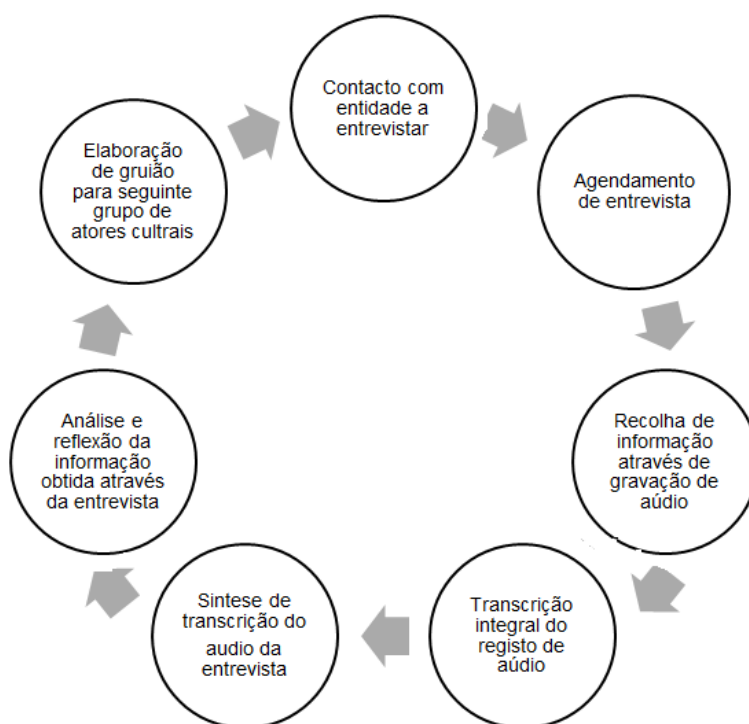 Contacto com
entidade a
entrevistar
Agendamento
de entrevista
Recolha de
informação
através de
gravação de
aúdio
Transcrição
integral do
registo de
aúdio
Sintese de
transcrição do
audio da
entrevista
Análise e
reflexão da
informação
obtida através
da entrevista
Elaboração
de gruião
para seguinte
grupo de
atores cultrais